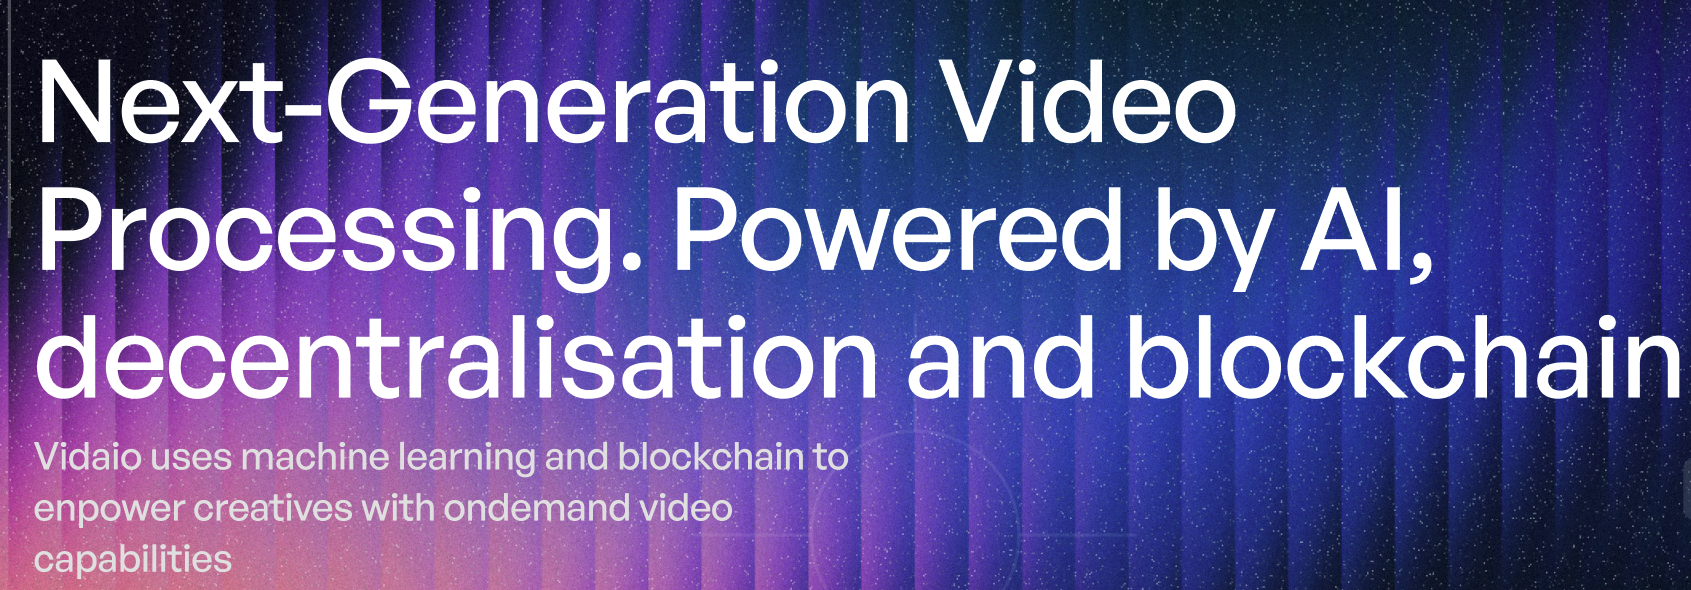 Next-Generation Video
Processing. Powered by AI,
decentralisation and blockchain
Vidaio uses machine learning and blockchain to
enpower creatives with ondemand video
capabilities